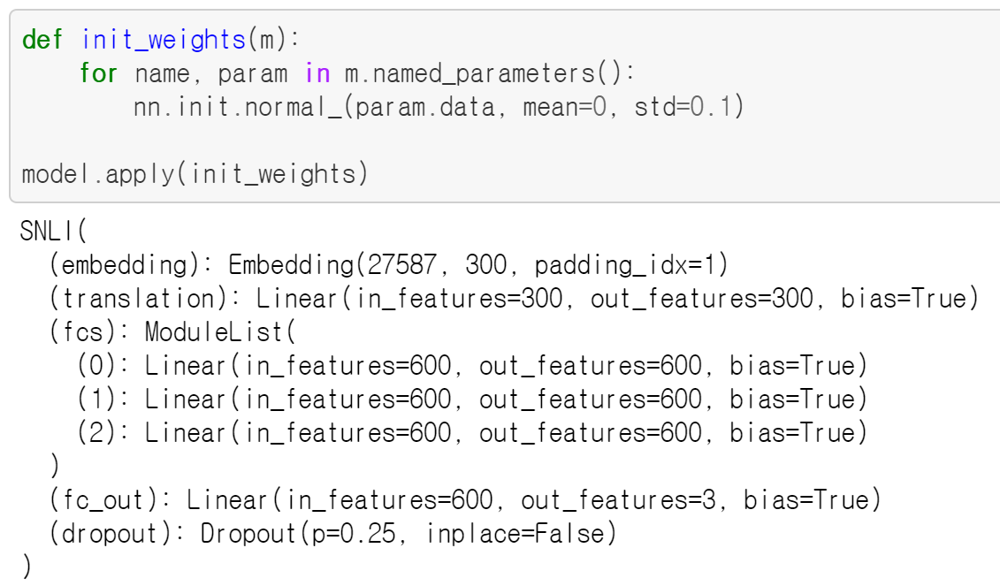 def init_weights(m):
    for name, param in m.named_parameters():
        nn.init.normal_(param.data, mean=0, std=0.1)

model.apply(init_weights)
SNLI(
  (embedding): Embedding(27587, 300, padding_idx=1)
  (translation): Linear(in_features=300, out_features=300, bias=True)
  (fcs): ModuleList(
    (0): Linear(in_features=600, out_features=600, bias=True)
    (1): Linear(in_features=600, out_features=600, bias=True)
    (2): Linear(in_features=600, out_features=600, bias=True)
  )
  (fc_out): Linear(in_features=600, out_features=3, bias=True)
  (dropout): Dropout(p=0.25, inplace=False)
)